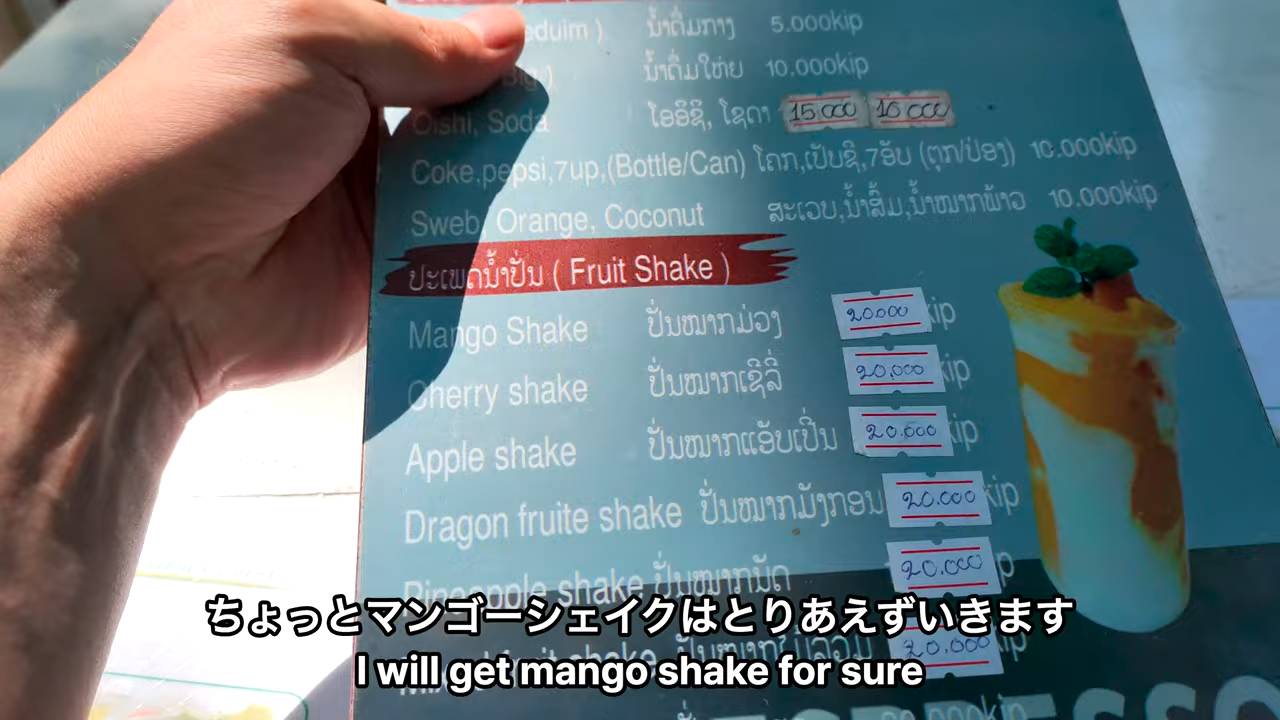 eduim ) ນ້ຳດື່ມກາງ 5.000kip
Big ) ນ້ຳດື່ມໃຫ່ຍ 10.000kip
Oishi, Soda ໂອອິຊິ, ໂຊດາ 15 000 10 000
Coke,pepsi,7up,(Bottle/Can) ໂຄກ,ເປັບຊິ,7ອັບ (ຕຸກ/ປ໋ອງ) 10.000kip
Sweb, Orange, Coconut ສະເວບ,ນ້ຳສົ້ມ,ນ້ຳໝາກພ້າວ 10.000kip
ປະເພດນ້ຳປັ່ນ ( Fruit Shake )
Mango Shake ປັ່ນໝາກມ່ວງ 20.000 kip
Cherry shake ປັ່ນໝາກເຊີລີ່ 20.000 kip
Apple shake ປັ່ນໝາກແອັບເປິ່ນ 20.000 kip
Dragon fruite shake ປັ່ນໝາກມັງກອນ 20.000 kip
Pineapple shake ປັ່ນໝາກນັດ 20.000 ip
fruit shake 20.000 ip
ちょっとマンゴーシェイクはとりあえずいきます
I will get mango shake for sure